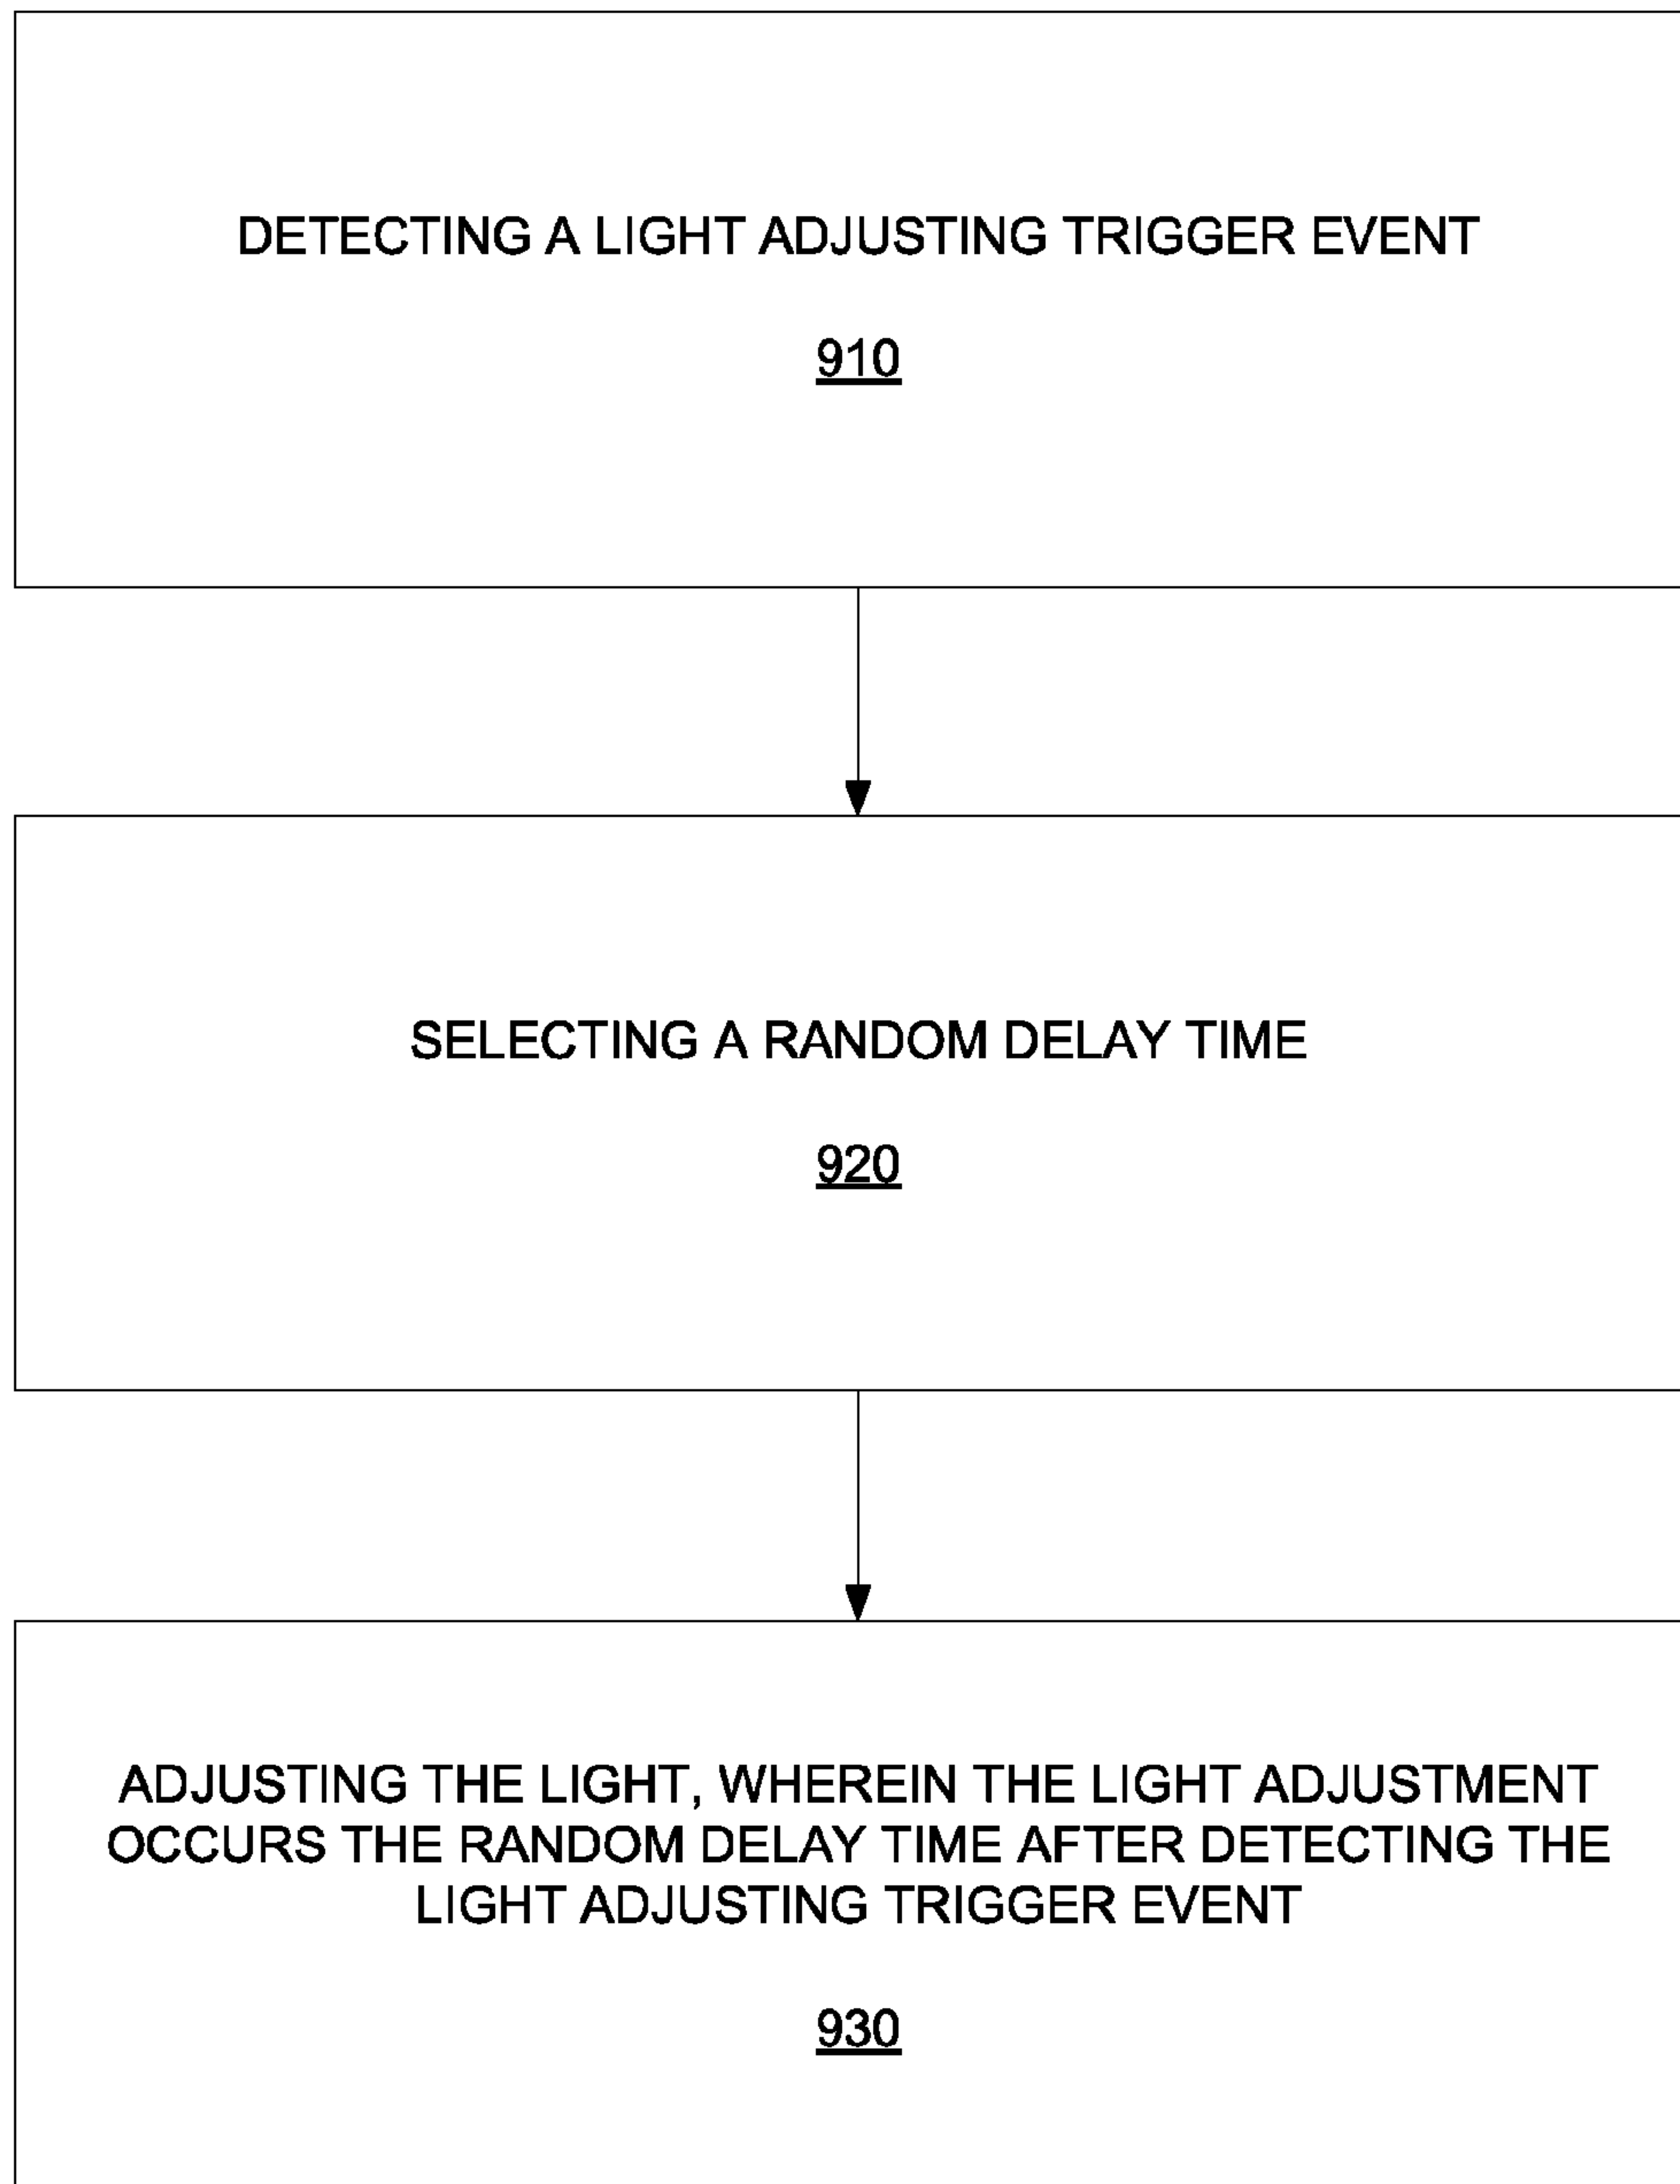 DETECTING A LIGHT ADJUSTING TRIGGER EVENT
910
SELECTING A RANDOM DELAY TIME
920
ADJUSTING THE LIGHT, WHEREIN THE LIGHT ADJUSTMENT
OCCURS THE RANDOM DELAY TIME AFTER DETECTING THE
LIGHT ADJUSTING TRIGGER EVENT
930